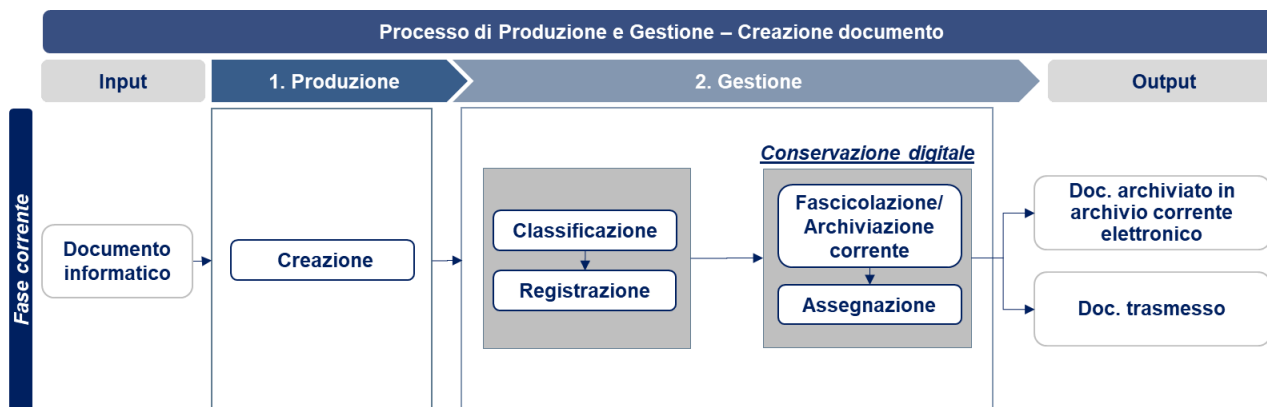 Processo di Produzione e Gestione – Creazione documento
Input
1. Produzione
2. Gestione
Output
Fase corrente
Documento
informatico
Creazione
Classificazione
Registrazione
Conservazione digitale
Fascicolazione/
Archiviazione
corrente
Assegnazione
Doc. archiviato in
archivio corrente
elettronico
Doc. trasmesso